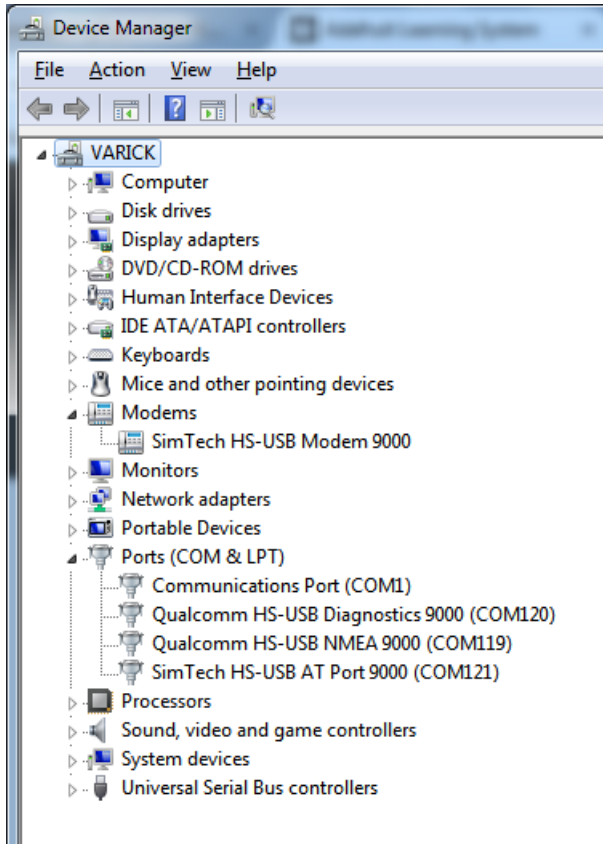 Device Manager
File Action View Help
VARICK
Computer
Disk drives
Display adapters
DVD/CD-ROM drives
Human Interface Devices
IDE ATA/ATAPI controllers
Keyboards
Mice and other pointing devices
Modems
SimTech HS-USB Modem 9000
Monitors
Network adapters
Portable Devices
Ports (COM & LPT)
Communications Port (COM1)
Qualcomm HS-USB Diagnostics 9000 (COM120)
Qualcomm HS-USB NMEA 9000 (COM119)
SimTech HS-USB AT Port 9000 (COM121)
Processors
Sound, video and game controllers
System devices
Universal Serial Bus controllers